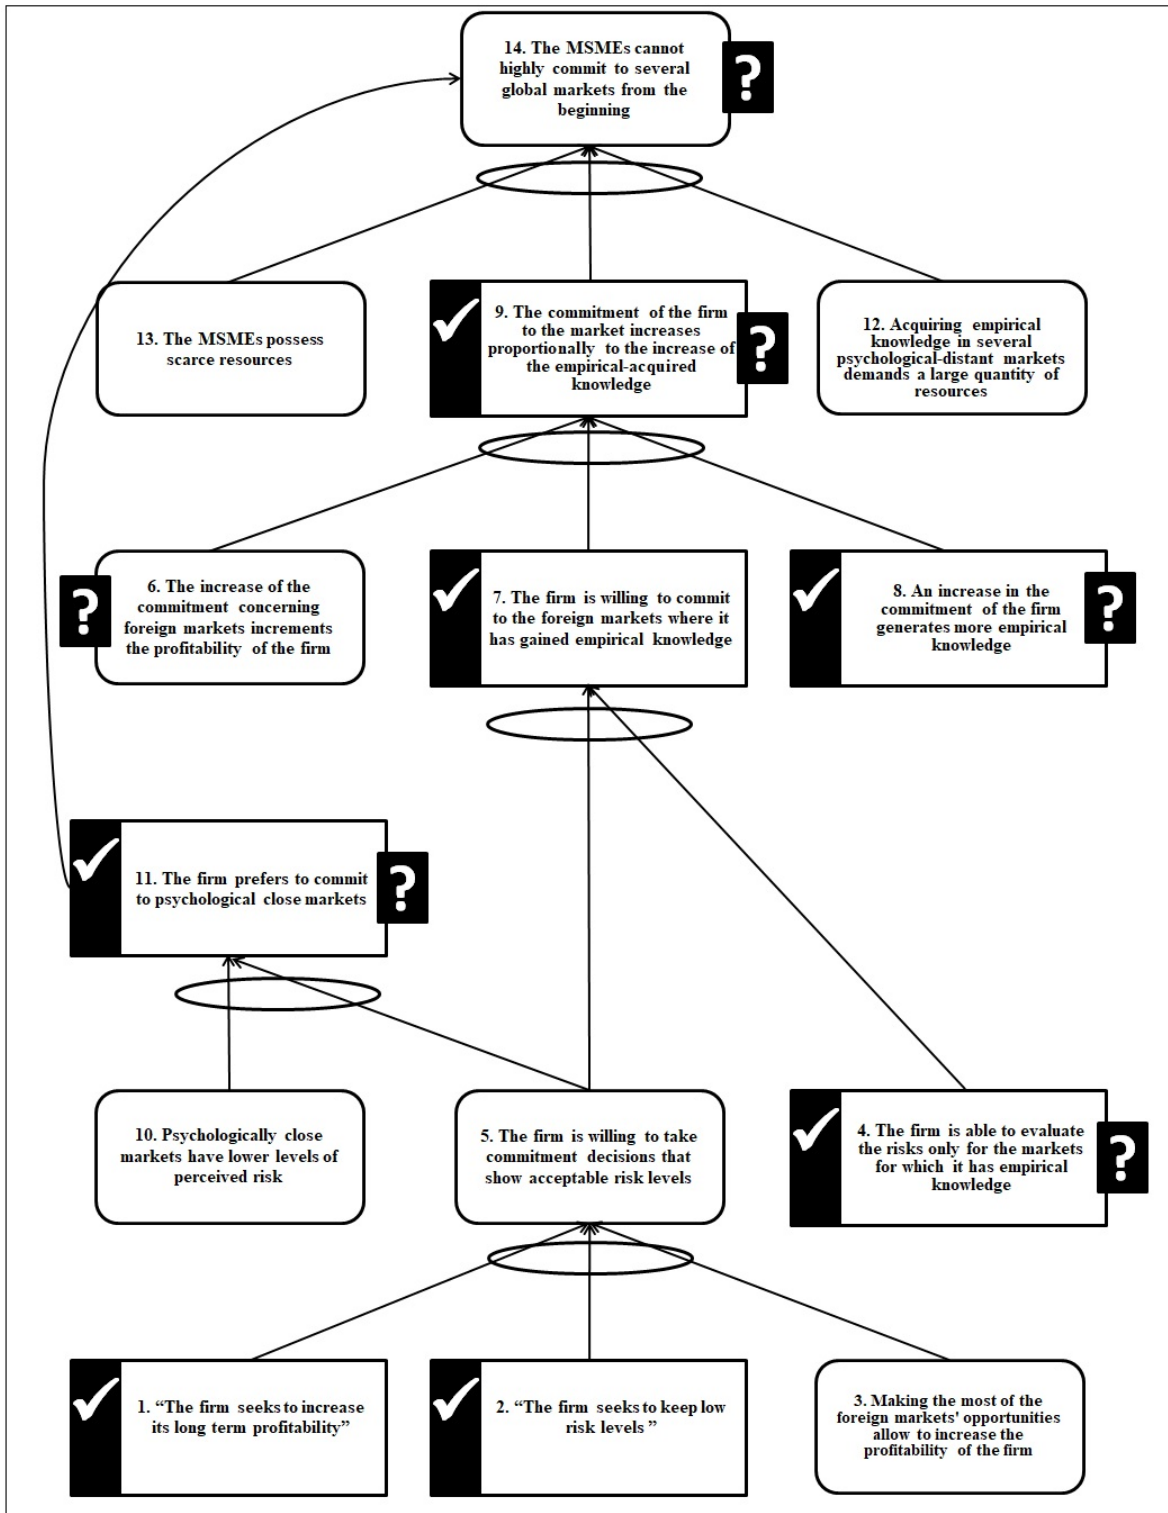 14. The MSMEs cannot
highly commit to several
global markets from the
beginning
?
13. The MSMEs possess
scarce resources
9. The commitment of the firm
to the market increases
proportionally to the increase of
the empirical-acquired
knowledge
?
12. Acquiring empirical
knowledge in several
psychological-distant markets
demands a large quantity of
resources
?
6. The increase of the
commitment concerning
foreign markets increments
the profitability of the firm
7. The firm is willing to commit
to the foreign markets where it
has gained empirical knowledge
8. An increase in the
commitment of the firm
generates more empirical
knowledge
?
11. The firm prefers to commit
to psychological close markets
?
10. Psychologically close
markets have lower levels of
perceived risk
5. The firm is willing to take
commitment decisions that
show acceptable risk levels
4. The firm is able to evaluate
the risks only for the markets
for which it has empirical
knowledge
?
1. “The firm seeks to increase
its long term profitability”
2. “The firm seeks to keep low
risk levels ”
3. Making the most of the
foreign markets' opportunities
allow to increase the
profitability of the firm